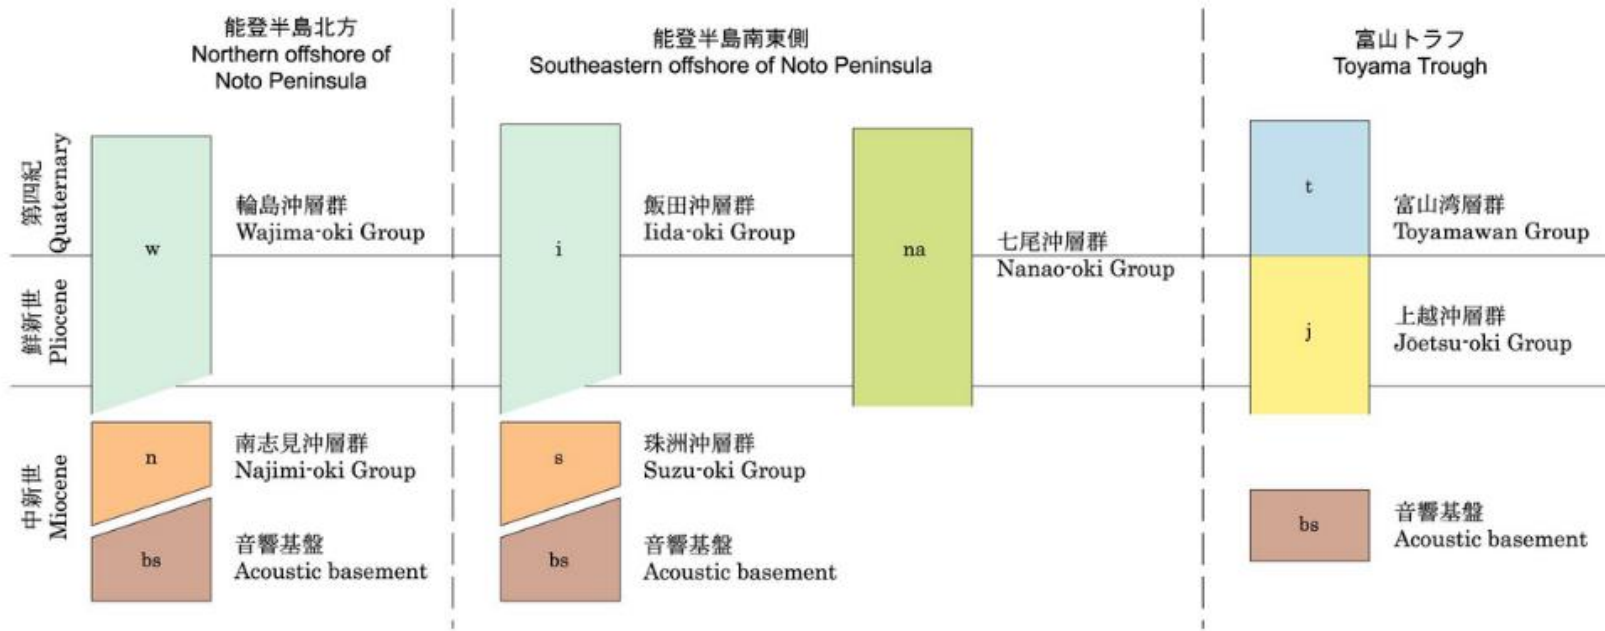 能登半島北方
Northern offshore of
Noto Peninsula
能登半島南東側
Southeastern offshore of Noto Peninsula
富山トラフ
Toyama Trough
第四紀
Quaternary
鮮新世
Pliocene
中新世
Miocene
w
輪島沖層群
Wajima-oki Group
n
南志見沖層群
Najimi-oki Group
bs
音響基盤
Acoustic basement
i
飯田沖層群
Iida-oki Group
s
珠洲沖層群
Suzu-oki Group
bs
音響基盤
Acoustic basement
na
七尾沖層群
Nanao-oki Group
t
富山湾層群
Toyamawan Group
j
上越沖層群
Jōetsu-oki Group
bs
音響基盤
Acoustic basement